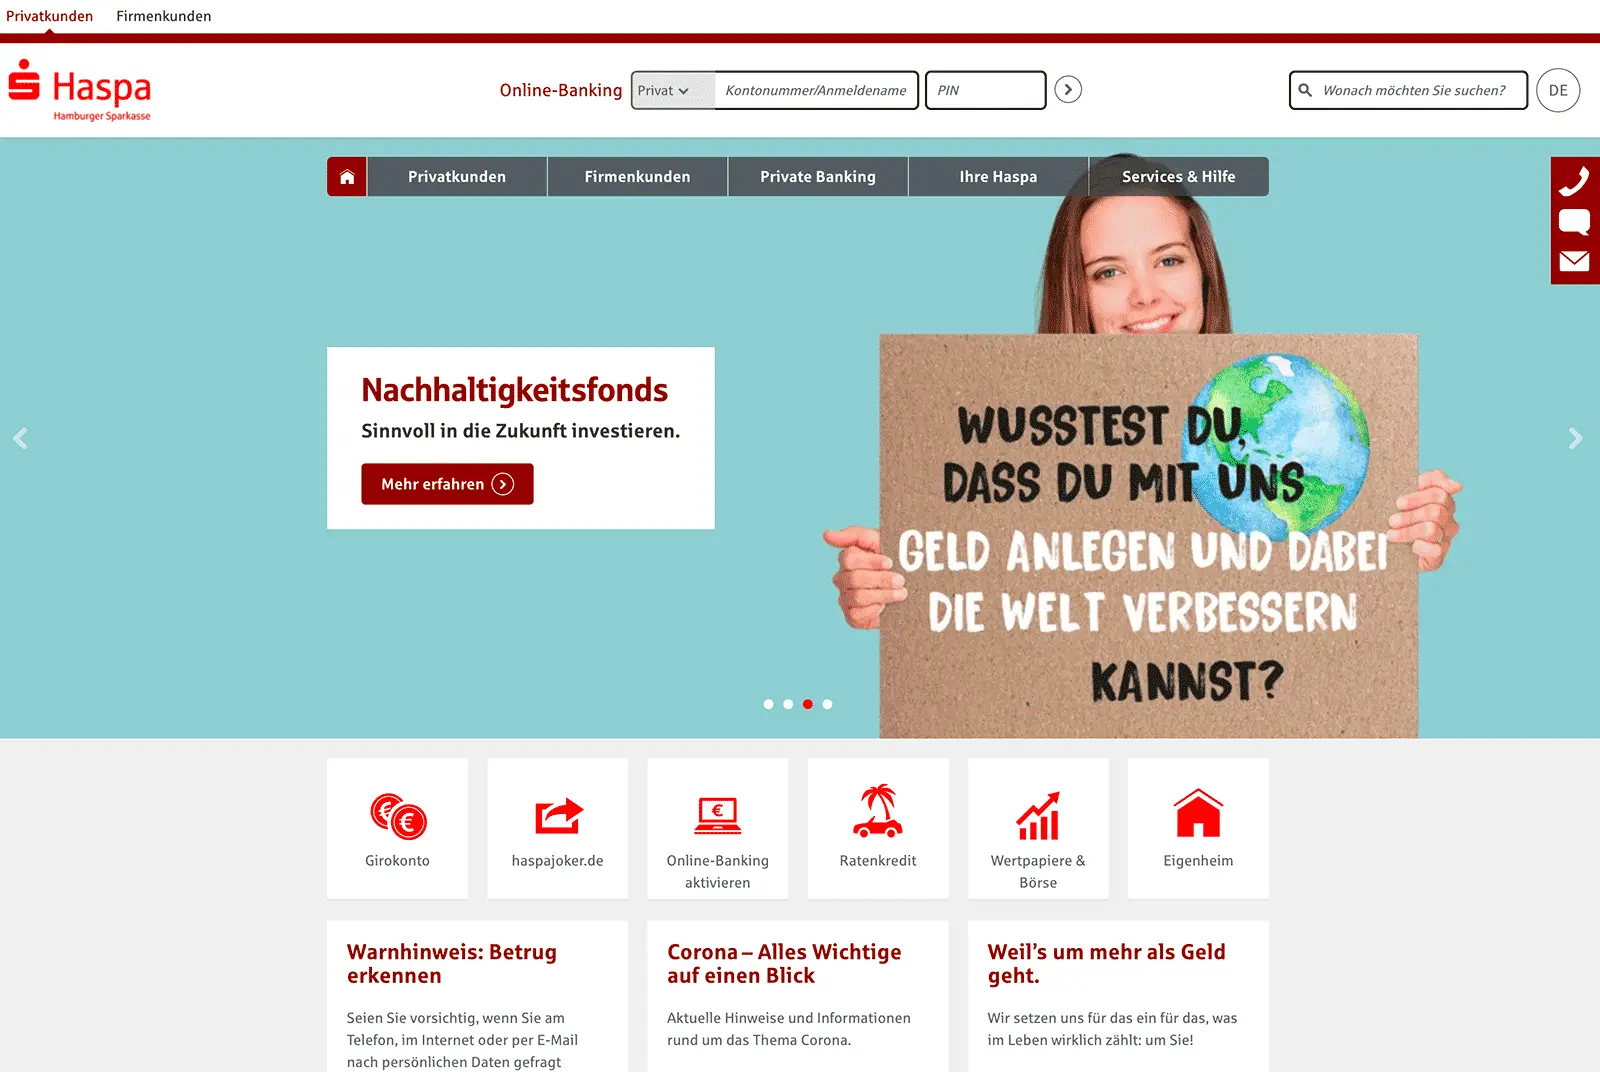 Privatkunden Firmenkunden
Haspa
Hamburger Sparkasse
Online-Banking Privat Kontonummer/Anmeldename PIN
Wonach möchten Sie suchen? DE
Privatkunden Firmenkunden Private Banking Ihre Haspa Services & Hilfe
Nachhaltigkeitsfonds
Sinnvoll in die Zukunft investieren.
Mehr erfahren
WUSSTEST DU,
DASS DU MIT UNS
GELD ANLEGEN UND DABEI
DIE WELT VERBESSERN
KANNST?
Girokonto
haspajoker.de
Online-Banking
aktivieren
Ratenkredit
Wertpapiere &
Börse
Eigenheim
Warnhinweis: Betrug
erkennen
Seien Sie vorsichtig, wenn Sie am
Telefon, im Internet oder per E-Mail
nach persönlichen Daten gefragt
Corona – Alles Wichtige
auf einen Blick
Aktuelle Hinweise und Informationen
rund um das Thema Corona.
Weil’s um mehr als Geld
geht.
Wir setzen uns für das ein für das, was
im Leben wirklich zählt: um Sie!